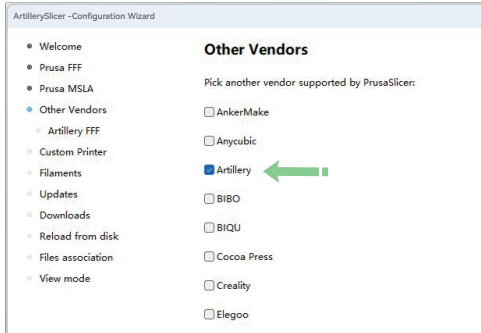 ArtillerySlicer -Configuration Wizard
Welcome
Prusa FFF
Prusa MSLA
Other Vendors
Artillery FFF
Custom Printer
Filaments
Updates
Downloads
Reload from disk
Files association
View mode
Other Vendors
Pick another vendor supported by PrusaSlicer:
AnkerMake
Anycubic
Artillery
BIBO
BIQU
Cocoa Press
Creality
Elegoo